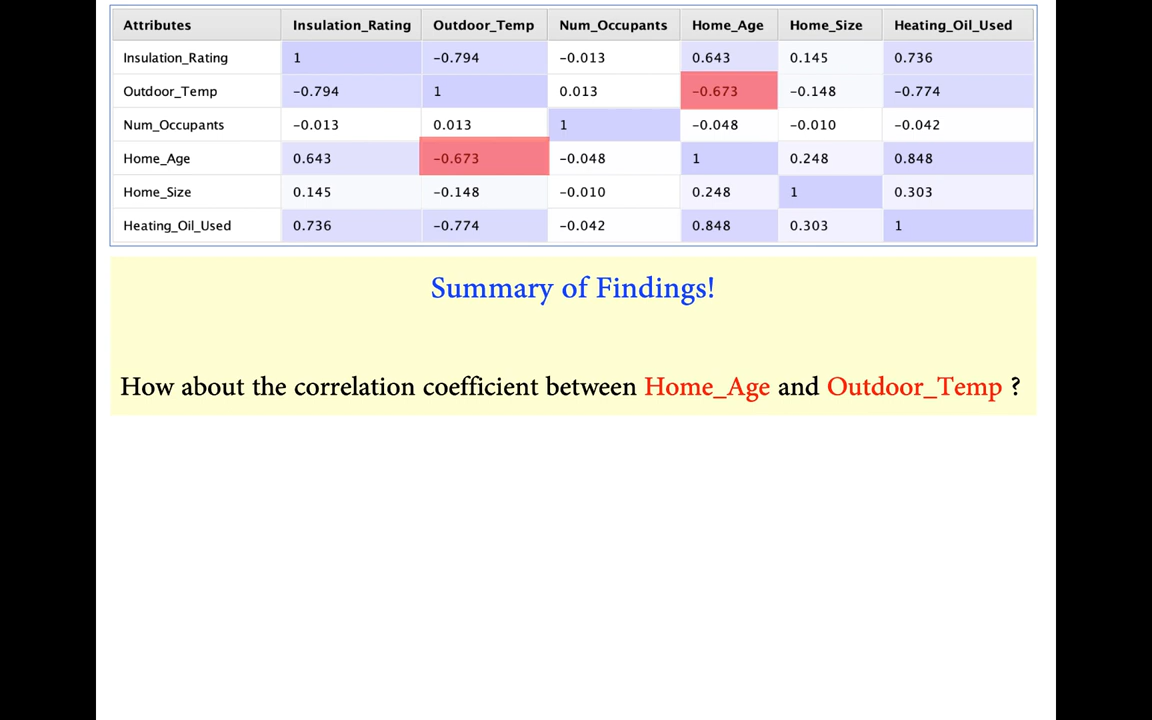 Attributes Insulation_Rating Outdoor_Temp Num_Occupants Home_Age Home_Size Heating_Oil_Used
Insulation_Rating 1 -0.794 -0.013 0.643 0.145 0.736
Outdoor_Temp -0.794 1 0.013 -0.673 -0.148 -0.774
Num_Occupants -0.013 0.013 1 -0.048 -0.010 -0.042
Home_Age 0.643 -0.673 -0.048 1 0.248 0.848
Home_Size 0.145 -0.148 -0.010 0.248 1 0.303
Heating_Oil_Used 0.736 -0.774 -0.042 0.848 0.303 1
Summary of Findings!
How about the correlation coefficient between Home_Age and Outdoor_Temp ?